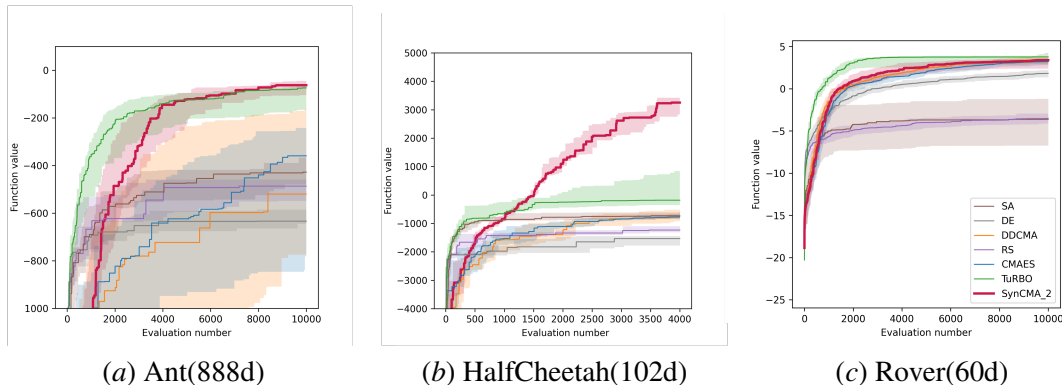 0
−200
−400
−600
−800
1000
Function value
0 2000 4000 6000 8000 10000
Evaluation number
5000
4000
3000
2000
1000
0
−1000
−2000
−3000
−4000
Function value
0 500 1000 1500 2000 2500 3000 3500 4000
Evaluation number
5
0
−5
−10
−15
−20
−25
Function value
0 2000 4000 6000 8000 10000
Evaluation number
SA
DE
DDCMA
RS
CMAES
TuRBO
SynCMA_2
(a) Ant(888d) (b) HalfCheetah(102d) (c) Rover(60d)